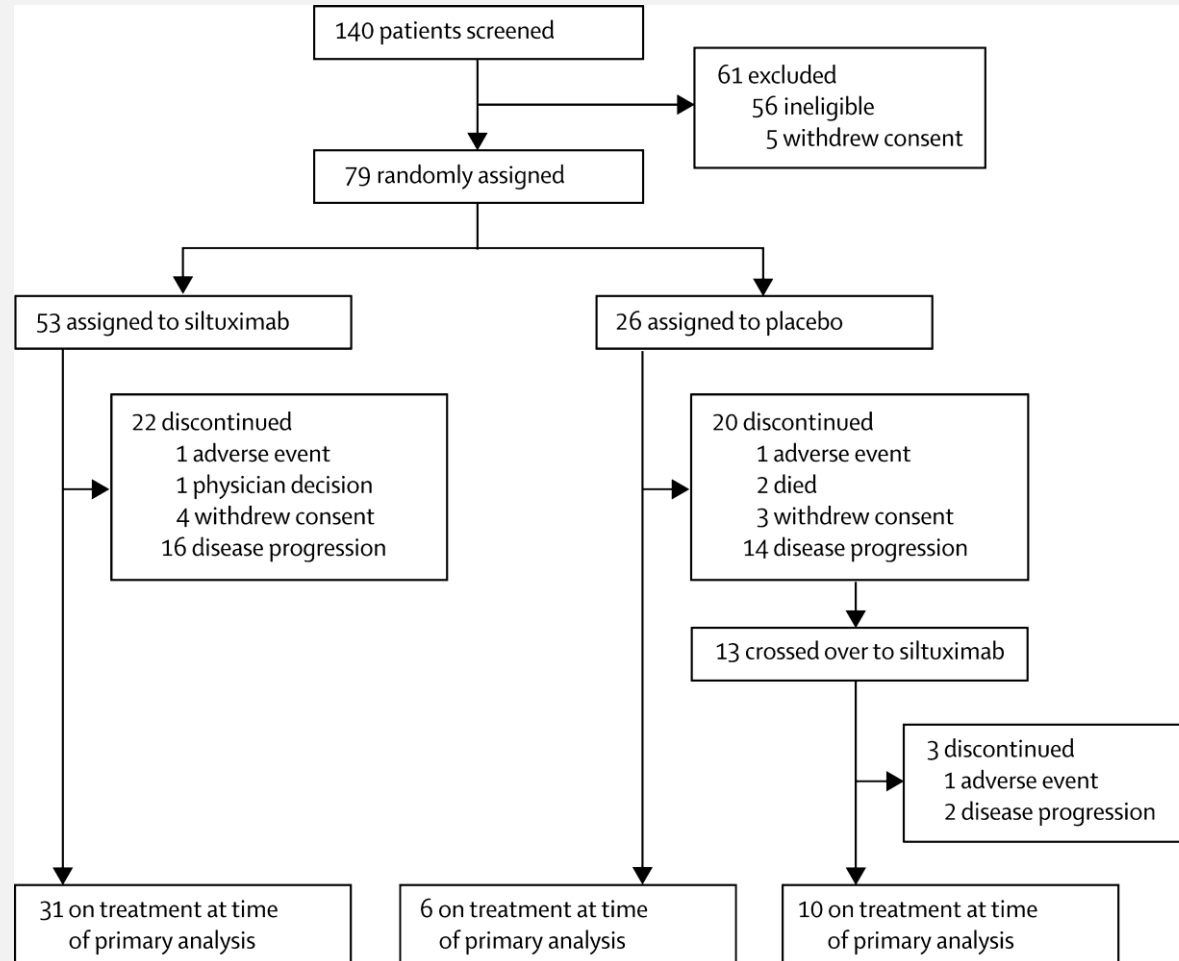 140 patients screened
61 excluded
56 ineligible
5 withdrew consent
79 randomly assigned
53 assigned to siltuximab
26 assigned to placebo
22 discontinued
1 adverse event
1 physician decision
4 withdrew consent
16 disease progression
20 discontinued
1 adverse event
2 died
3 withdrew consent
14 disease progression
13 crossed over to siltuximab
3 discontinued
1 adverse event
2 disease progression
31 on treatment at time
of primary analysis
6 on treatment at time
of primary analysis
10 on treatment at time
of primary analysis